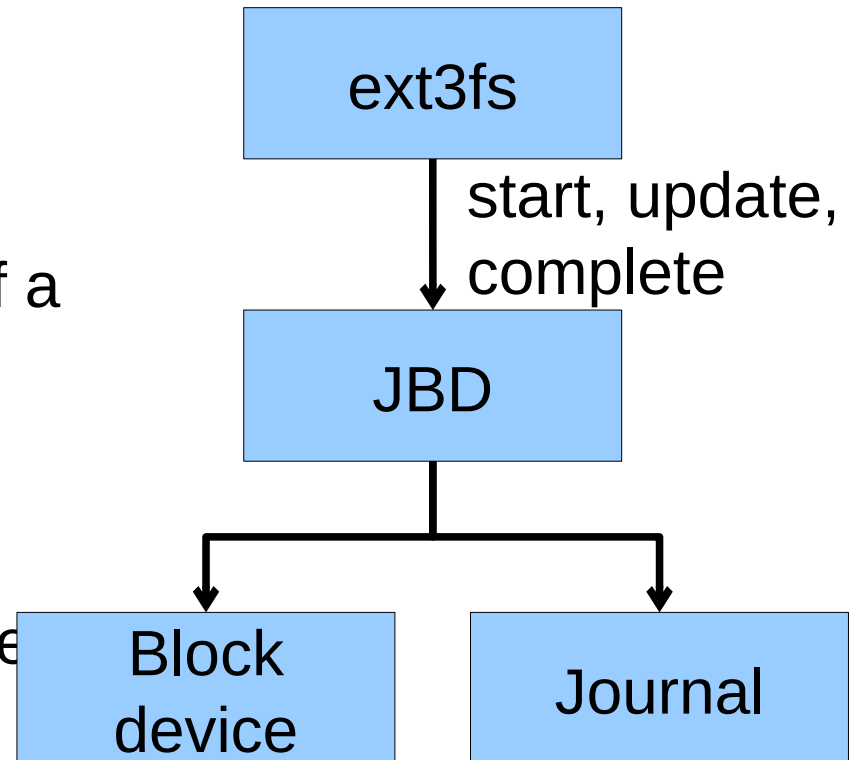 ext3fs
start, update,
complete
f a
JBD
e
Block
device
Journal